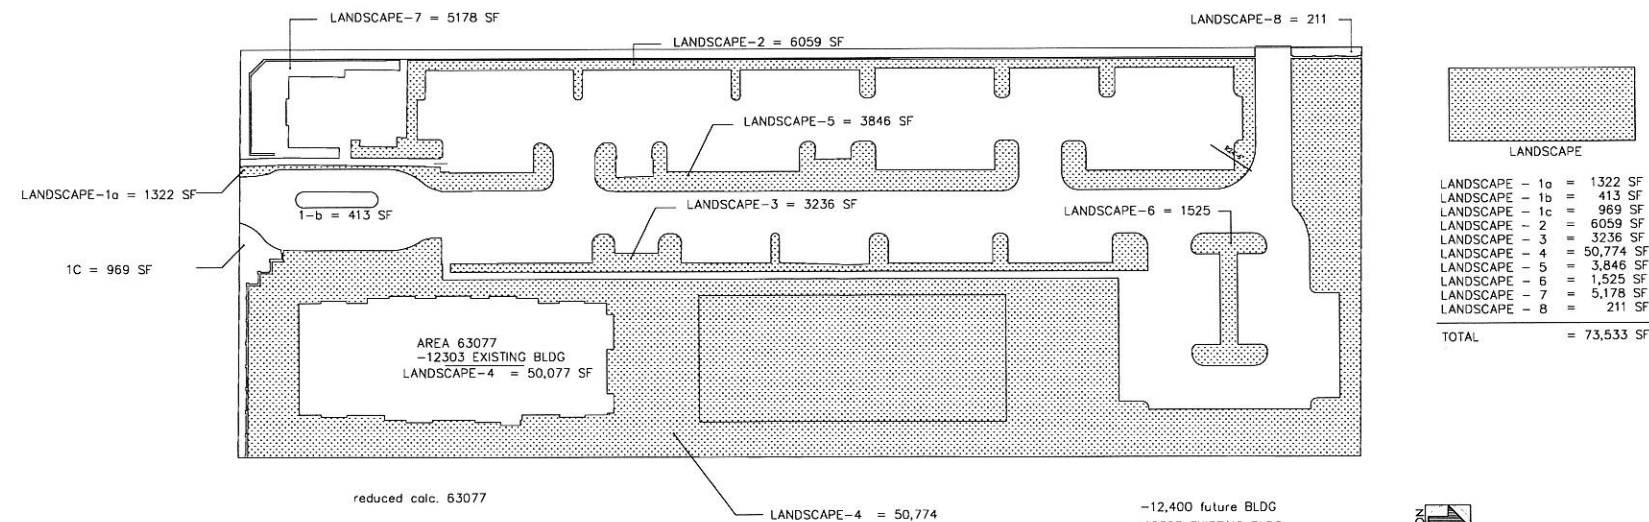 LANDSCAPE-7 = 5178 SF
LANDSCAPE-8 = 211
LANDSCAPE-2 = 6059 SF
LANDSCAPE-5 = 3846 SF
LANDSCAPE
LANDSCAPE-1a = 1322 SF
1-b = 413 SF
LANDSCAPE-3 = 3236 SF
LANDSCAPE-6 = 1525
1C = 969 SF
LANDSCAPE - 1a = 1322 SF
LANDSCAPE - 1b = 413 SF
LANDSCAPE - 1c = 969 SF
LANDSCAPE - 2 = 6059 SF
LANDSCAPE - 3 = 3236 SF
LANDSCAPE - 4 = 50,774 SF
LANDSCAPE - 5 = 3,846 SF
LANDSCAPE - 6 = 1,525 SF
LANDSCAPE - 7 = 5,178 SF
LANDSCAPE - 8 = 211 SF
TOTAL = 73,533 SF
AREA 63077
-12303 EXISTING BLDG
LANDSCAPE-4 = 50,077 SF
reduced calc. 63077
LANDSCAPE-4 = 50,774
-12,400 future BLDG